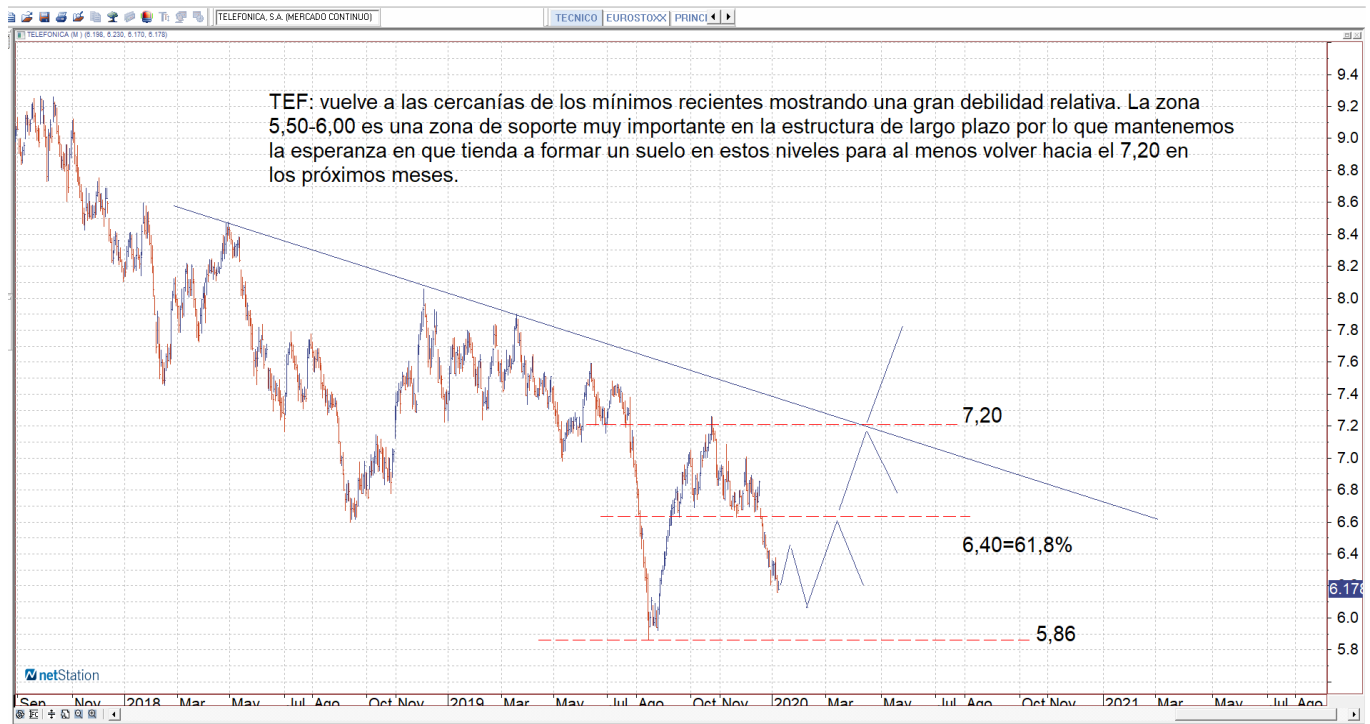 TELEFONICA, S.A. (MERCADO CONTINUO)
TECNICO EUROSTOXX PRINCI
TELEFONICA (M ) (6.198, 6.230, 6.170, 6.178)
TEF: vuelve a las cercanías de los mínimos recientes mostrando una gran debilidad relativa. La zona
5,50-6,00 es una zona de soporte muy importante en la estructura de largo plazo por lo que mantenemos
la esperanza en que tienda a formar un suelo en estos niveles para al menos volver hacia el 7,20 en
los próximos meses.
9.4
9.2
9.0
8.8
8.6
8.4
8.2
8.0
7.8
7.6
7.4
7,20
7.2
7.0
6.8
6.6
6,40=61,8%
6.4
6.178
6.0
5,86
5.8
netStation
Sep Nov 2018 Mar May Jul Ago Oct Nov 2019 Mar May Jul Ago Oct Nov 2020 Mar May Jul Ago Oct Nov 2021 Mar May Jul Ago